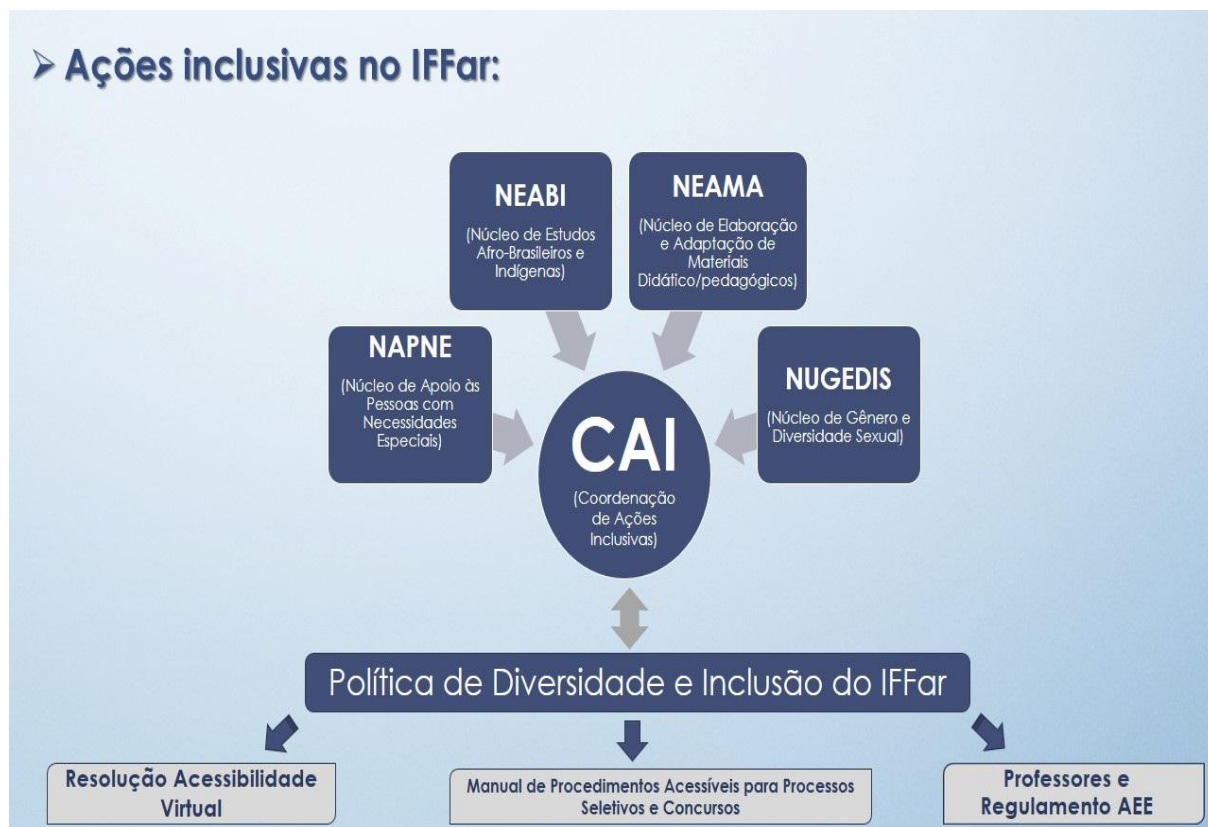 Ações inclusivas no IFFar:
NEABI
(Núcleo de Estudos
Afro-Brasileiros e
Indígenas)
NEAMA
(Núcleo de Elaboração
e Adaptação de
Materiais
Didático/pedagógicos)
NAPNE
(Núcleo de Apoio às
Pessoas com
Necessidades
Especiais)
NUGEDIS
(Núcleo de Gênero e
Diversidade Sexual)
CAI
(Coordenação
de Ações
Inclusivas)
Política de Diversidade e Inclusão do IFFar
Resolução Acessibilidade
Virtual
Manual de Procedimentos Acessíveis para Processos
Seletivos e Concursos
Professores e
Regulamento AEE